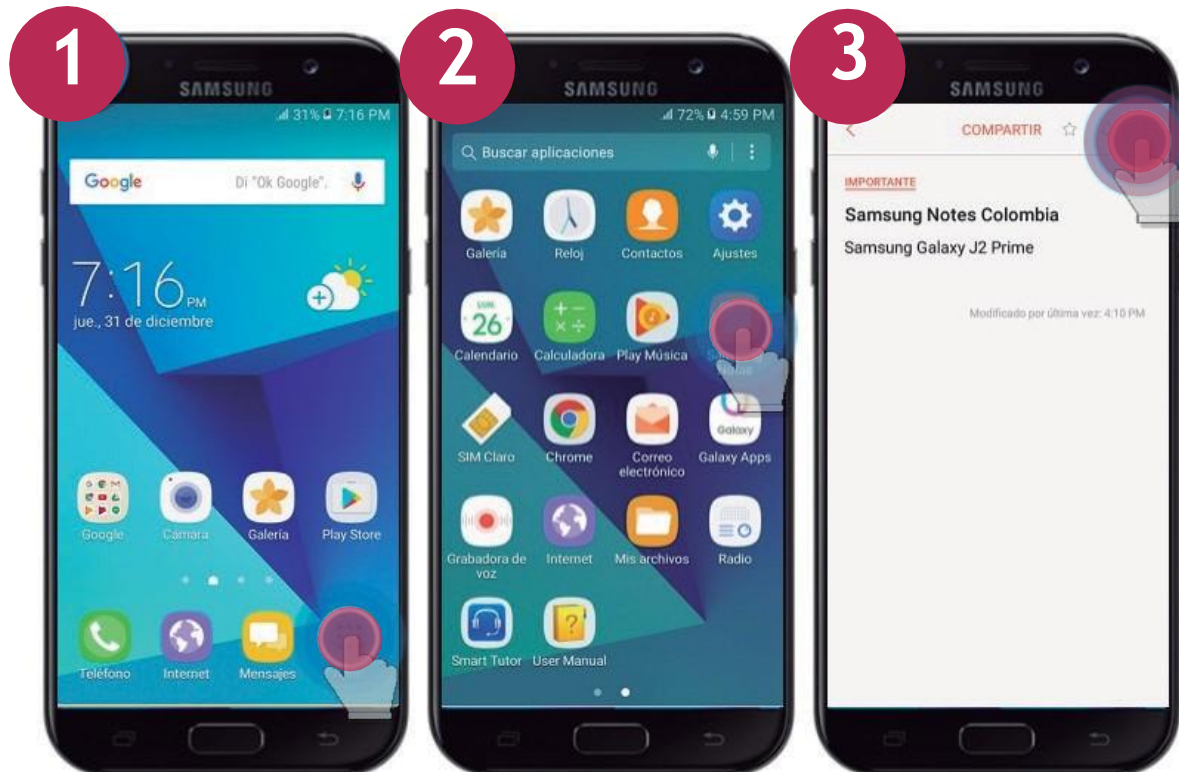 1
SAMSUNG
31% 7:16 PM
Google Di "Ok Google".
7:16 PM
jue., 31 de diciembre
Google Cámara Galería Play Store
Teléfono Internet Mensajes
2
SAMSUNG
72% 4:59 PM
Buscar aplicaciones
Galería Reloj Contactos Ajustes
SUN.
26
Calendario Calculadora Play Música
Notes
Galaxy
SIM Claro Chrome Correo electrónico Galaxy Apps
Grabadora de voz Internet Mis archivos Radio
Smart Tutor User Manual
3
SAMSUNG
COMPARTIR
IMPORTANTE
Samsung Notes Colombia
Samsung Galaxy J2 Prime
Modificado por última vez: 4:10 PM